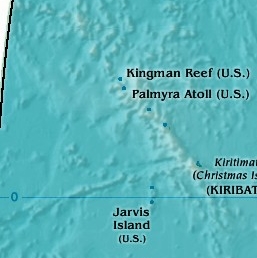 Kingman Reef (U.S.)
Palmyra Atoll (U.S.)
Kiritimat
(Christmas Is
(KIRIBAT
0
Jarvis
Island
(U.S.)